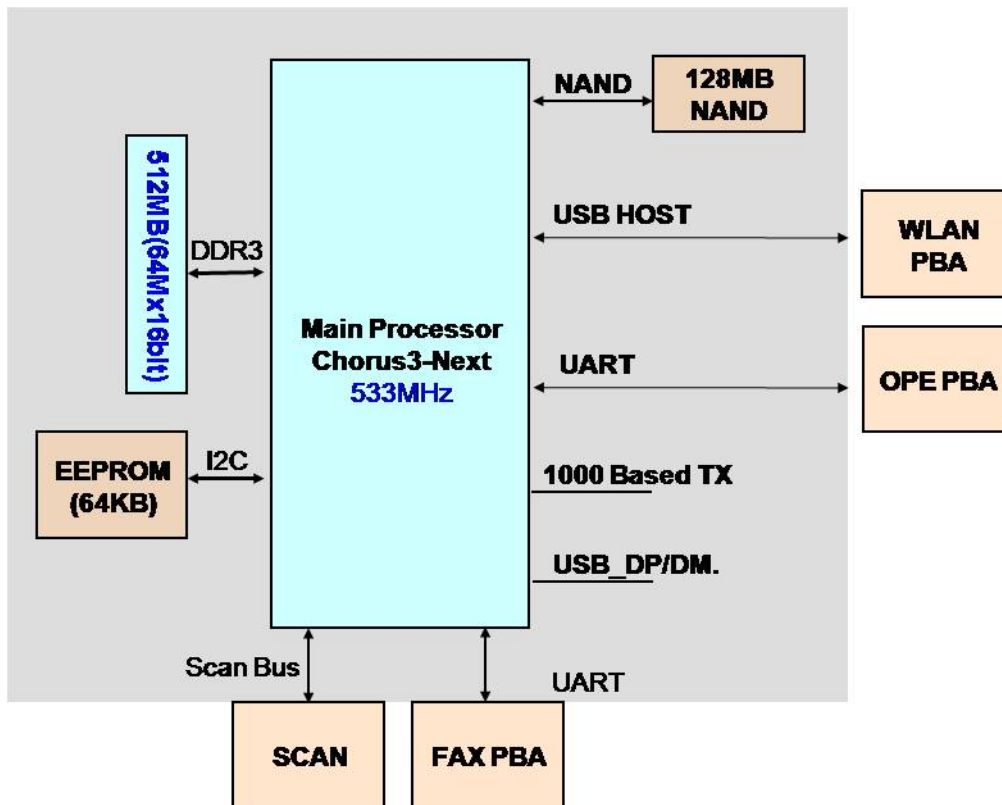 NAND
128MB
NAND
512MB(64Mx16bIt)
DDR3
USB HOST
WLAN
PBA
Main Processor
Chorus3-Next
533MHz
UART
OPE PBA
EEPROM
(64KB)
I2C
1000 Based TX
USB_DP/DM.
Scan Bus
UART
SCAN
FAX PBA